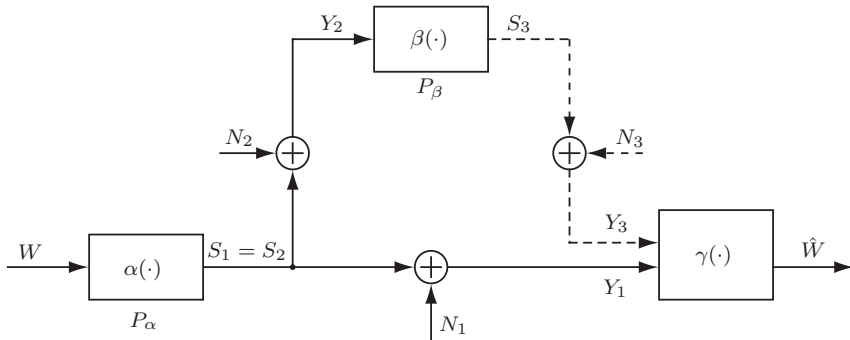 Y₂
β(·)
S₃
P_β
N₂
N₃
W
α(·)
S₁ = S₂
Y₃
γ(·)
Ŵ
Y₁
P_α
N₁